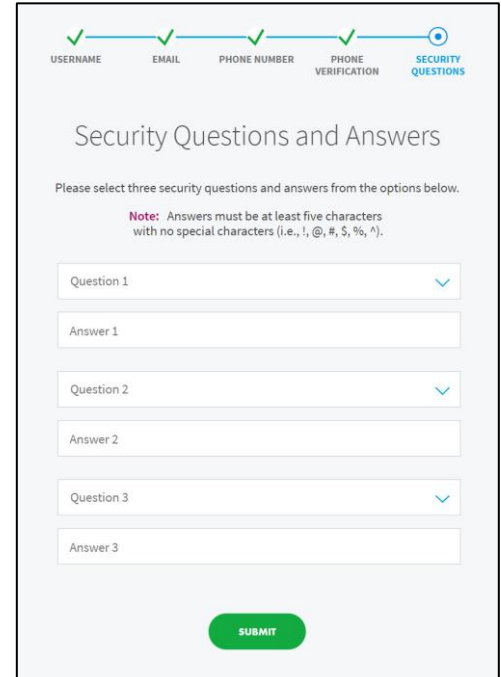 USERNAME EMAIL PHONE NUMBER PHONE VERIFICATION SECURITY QUESTIONS
Security Questions and Answers
Please select three security questions and answers from the options below.
Note: Answers must be at least five characters
with no special characters (i.e., !, @, #, $, %, ^).
Question 1
Answer 1
Question 2
Answer 2
Question 3
Answer 3
SUBMIT